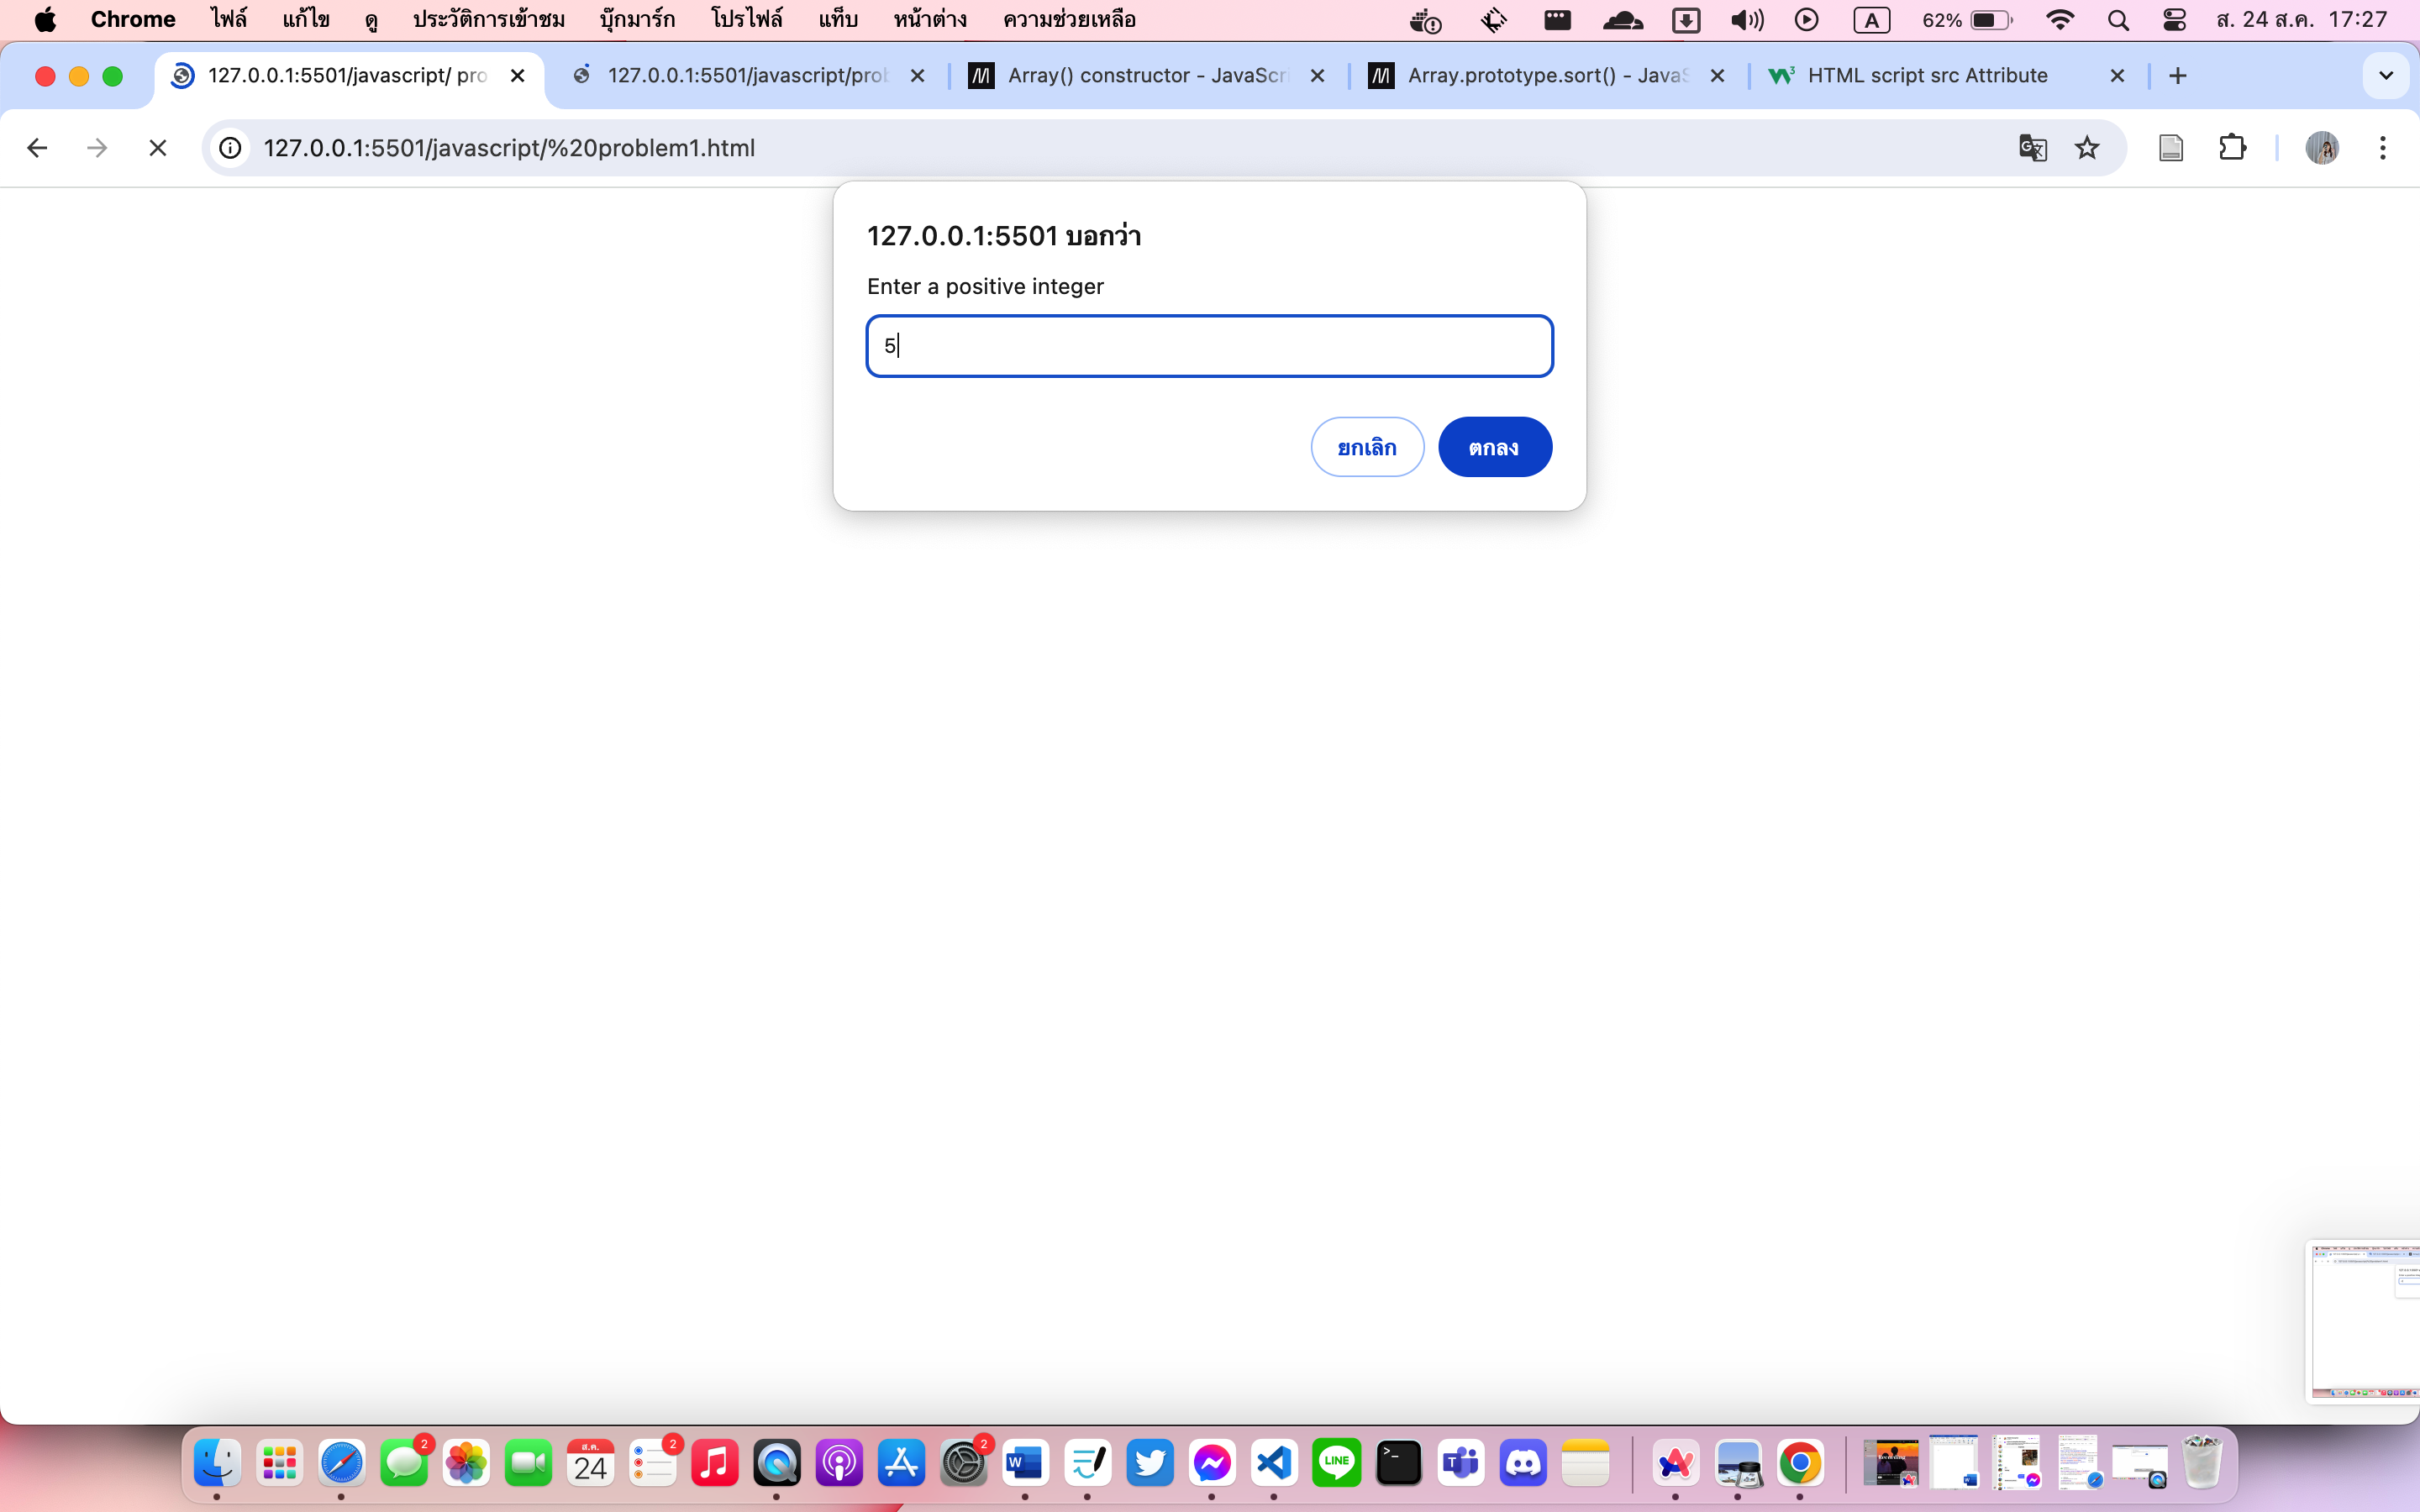 Chrome ไฟล์ แก้ไข ดู ประวัติการเข้าชม บุ๊กมาร์ก โปรไฟล์ แท็บ หน้าต่าง ความช่วยเหลือ A 62% ส. 24 ส.ค. 17:27
127.0.0.1:5501/javascript/ pro 127.0.0.1:5501/javascript/prob Array() constructor - JavaScri Array.prototype.sort() - JavaS HTML script src Attribute
127.0.0.1:5501/javascript/%20problem1.html
127.0.0.1:5501 บอกว่า
Enter a positive integer
5
ยกเลิก ตกลง
2 ส.ค. 24 2 2 W LINE